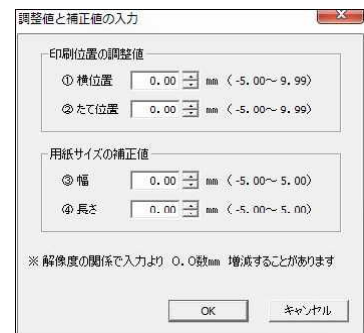 調整値と補正値の入力
印刷位置の調整値
① 横位置 0.00 mm (-5.00～ 9.99)
② たて位置 0.00 mm (-5.00～ 9.99)
用紙サイズの補正値
③ 幅 0.00 mm (-5.00～ 5.00)
④ 長さ 0.00 mm (-5.00～ 5.00)
※ 解像度の関係で入力より 0.0数mm 増減することがあります
OK キャンセル